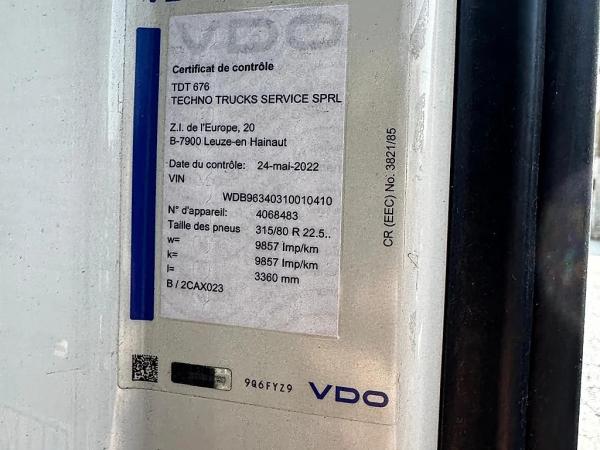 VDO
Certificat de contrôle
TDT 676
TECHNO TRUCKS SERVICE SPRL
Z.I. de l'Europe, 20
B-7900 Leuze-en Hainaut
Date du contrôle: 24-mai-2022
VIN
WDB96340310010410
N° d'appareil: 4068483
Taille des pneus 315/80 R 22.5..
w= 9857 Imp/km
k= 9857 Imp/km
l= 3360 mm
B / 2CAX023
CR (EEC) No. 3821/85
9Q6FYZ9
VDO